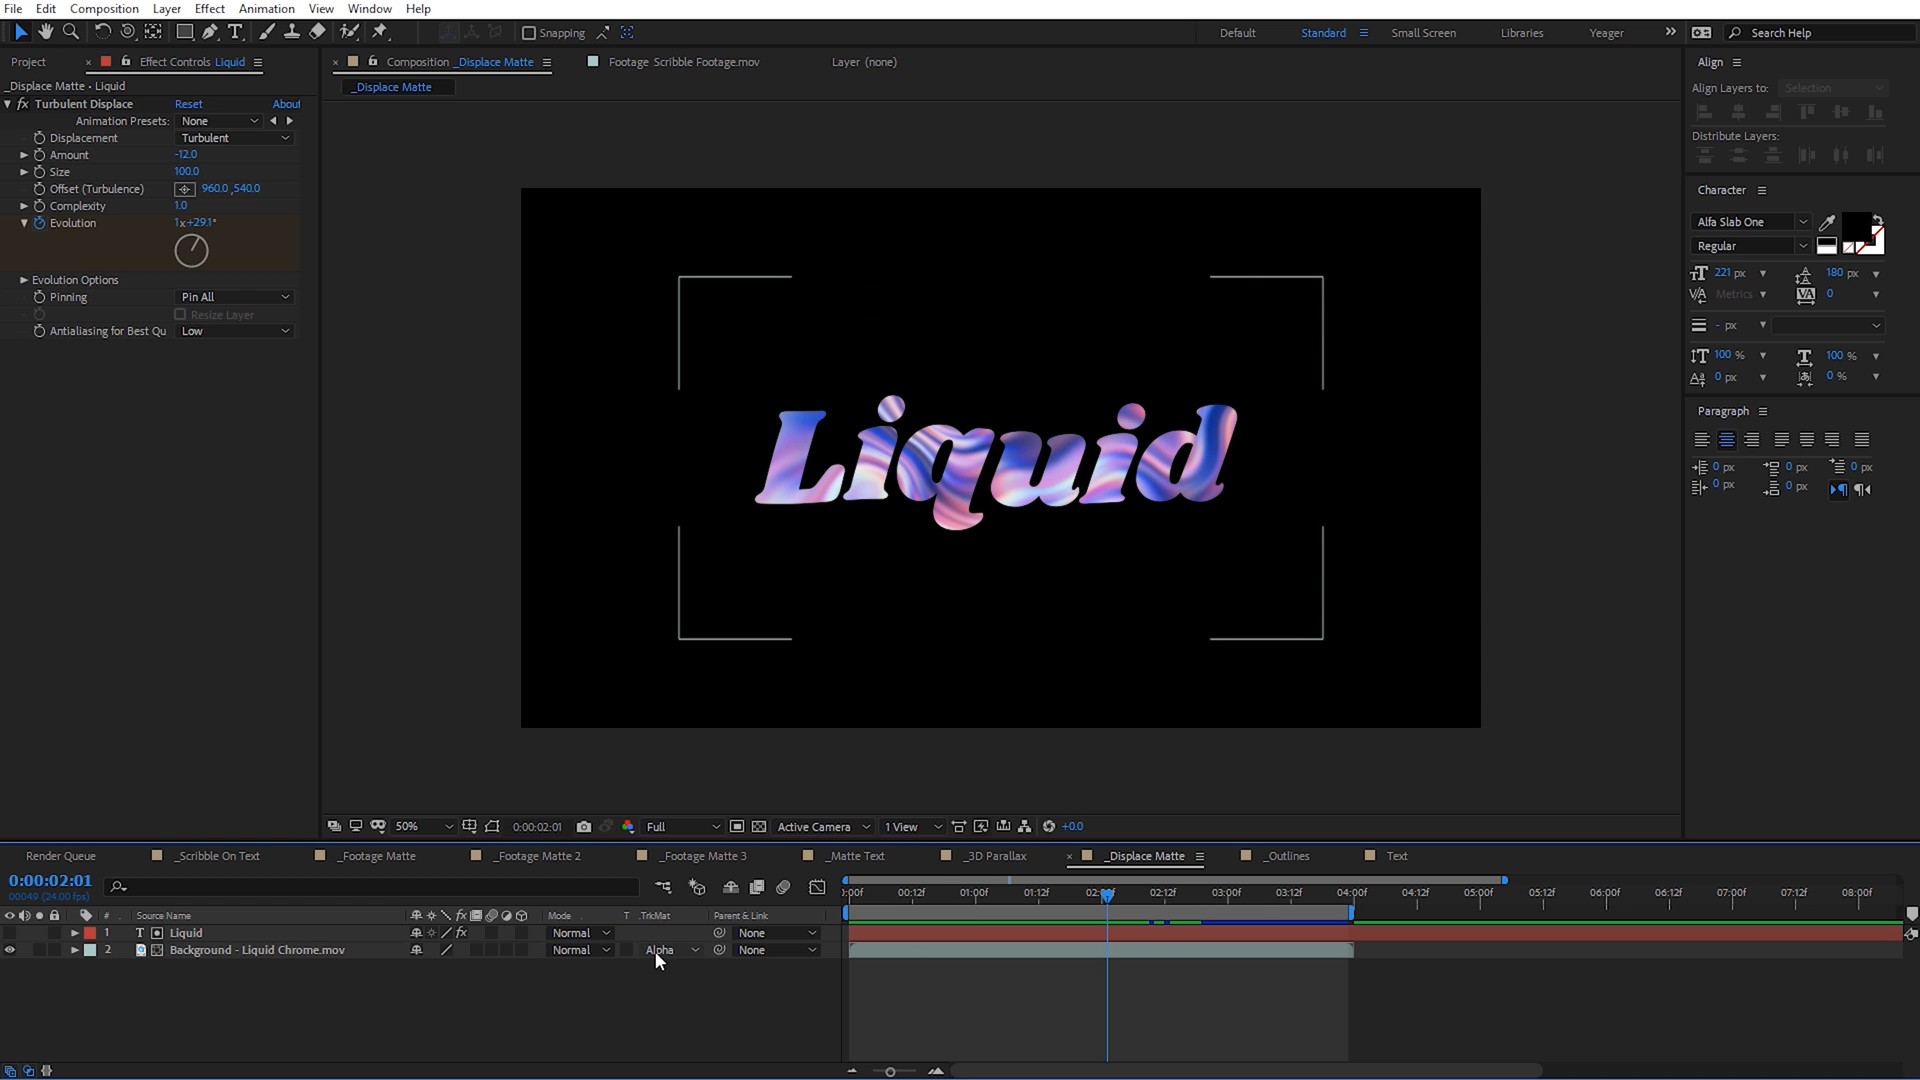 File Edit Composition Layer Effect Animation View Window Help
Snapping Default Standard Small Screen Libraries Yeager Search Help
Project Effect Controls Liquid
Composition _Displace Matte Footage Scribble Footage.mov Layer (none)
Align
_Displace Matte • Liquid
_Displace Matte
Align Layers to: Selection
fx Turbulent Displace Reset About
Animation Presets: None
Displacement Turbulent
Distribute Layers:
Amount -12.0
Size 100.0
Offset (Turbulence) 960.0 ,540.0
Complexity 1.0
Evolution 1x+29.1°
Evolution Options
Pinning Pin All
Resize Layer
Antialiasing for Best Qu Low
Character
Alfa Slab One
Regular
221 px 180 px
Metrics 0
- px
100 % 100 %
0 px 0 %
Paragraph
0 px 0 px 0 px
0 px 0 px
Liquid
50% 0:00:02:01 Full Active Camera 1 View +0.0
Render Queue _Scribble On Text _Footage Matte _Footage Matte 2 _Footage Matte 3 _Matte Text _3D Parallax _Displace Matte _Outlines Text
0:00:02:01
00049 (24.00 fps)
:00f 00:12f 01:00f 01:12f 02:00f 02:12f 03:00f 03:12f 04:00f 04:12f 05:00f 05:12f 06:00f 06:12f 07:00f 07:12f 08:00f
# Source Name fx Mode T .TrkMat Parent & Link
1 T Liquid fx Normal None
2 Background - Liquid Chrome.mov Normal Alpha None